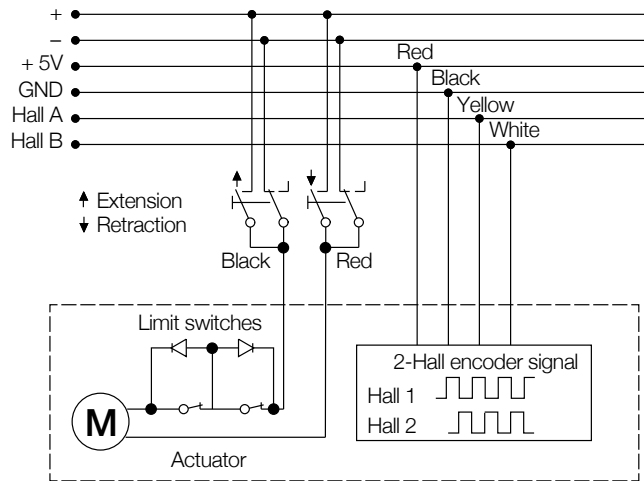 +
–
+ 5V
GND
Hall A
Hall B
Red
Black
Yellow
White
Extension
Retraction
Black
Red
Limit switches
M
Actuator
2-Hall encoder signal
Hall 1
Hall 2